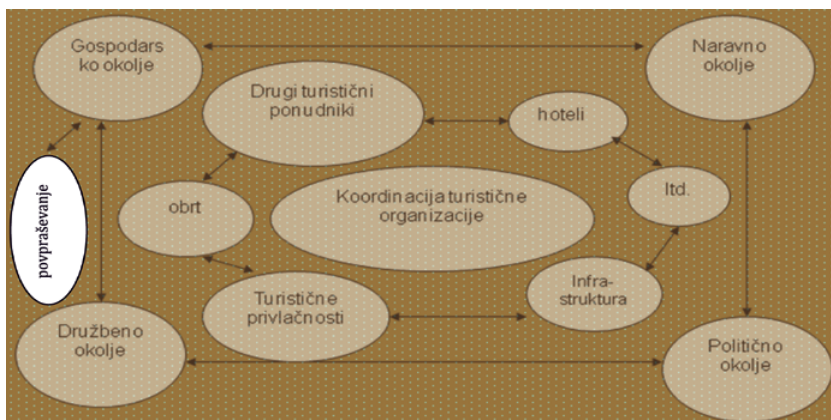 Gospodars
ko okolje
Naravno
okolje
Drugi turistični
ponudniki
hoteli
povpraševanje
obrt
Koordinacija turistične
organizacije
Itd.
Turistične
privlačnosti
Infra-
struktura
Družbeno
okolje
Politično
okolje